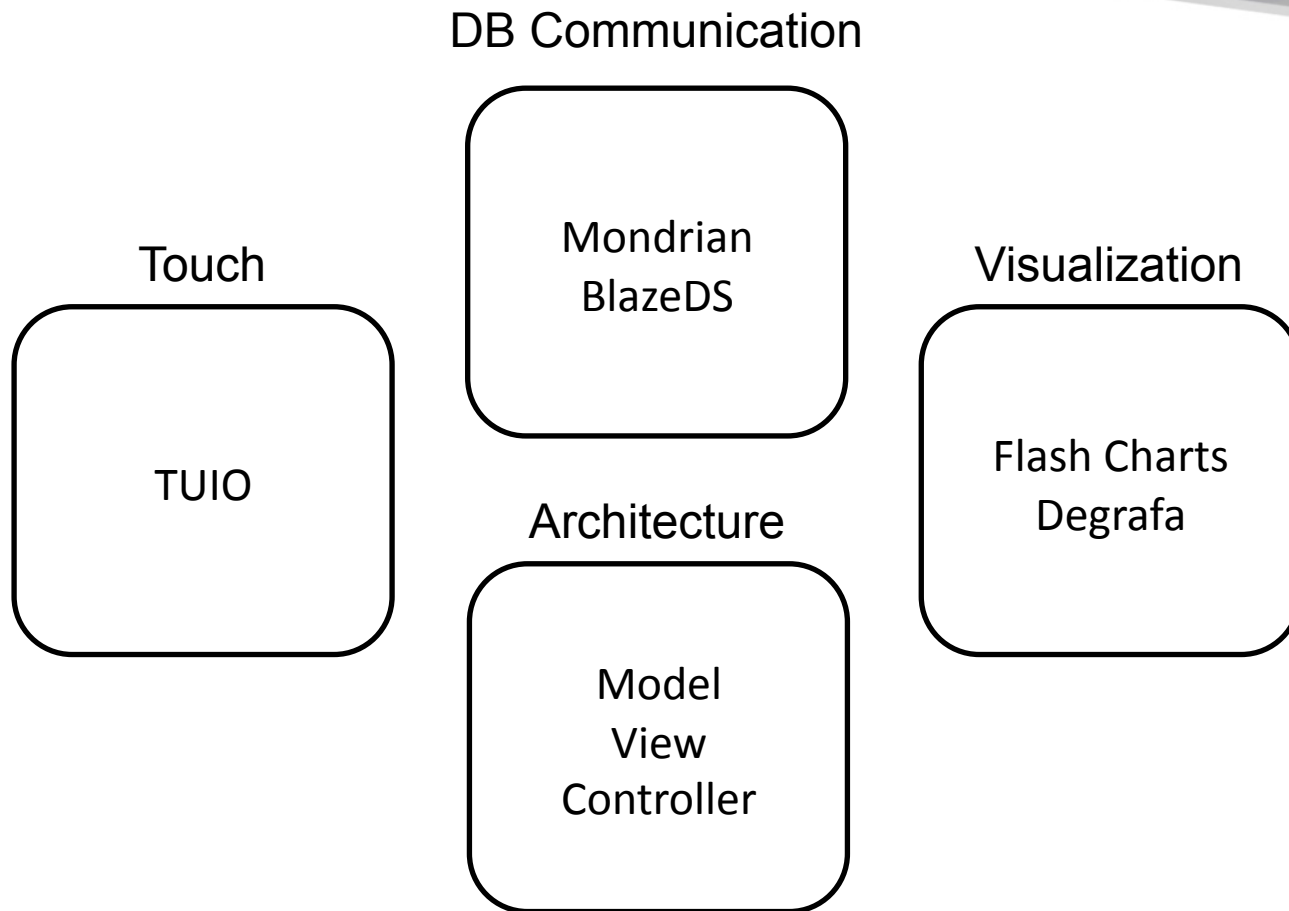 DB Communication
Mondrian
BlazeDS
Touch
TUIO
Visualization
Flash Charts
Degrafa
Architecture
Model
View
Controller